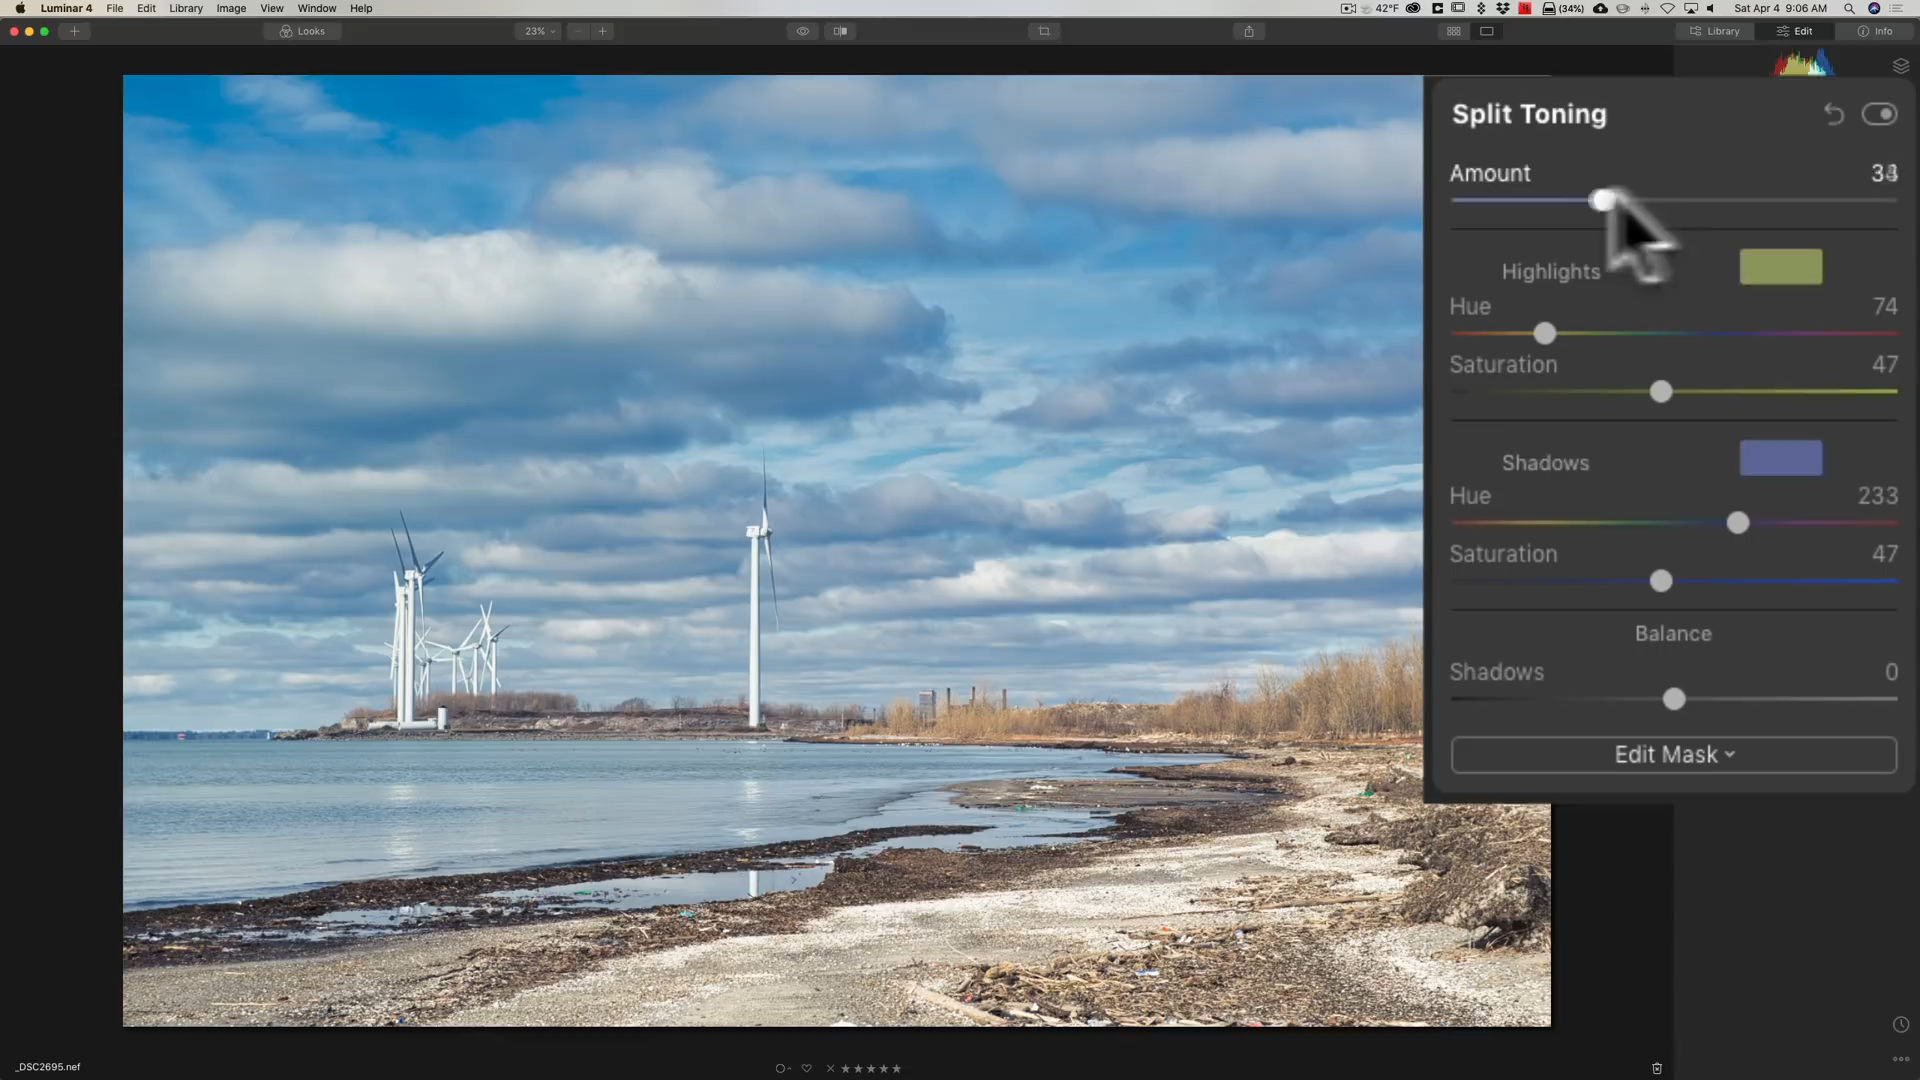 Luminar 4 File Edit Image View Library Window Help
42°F (34%) Sat Apr 4 9:06 AM
Looks 23% Library Edit Info
Split Toning
Amount
Highlights
Hue 74
Saturation 47
Shadows
Hue 233
Saturation 47
Balance
Shadows 0
Edit Mask
_DSC2695.nef